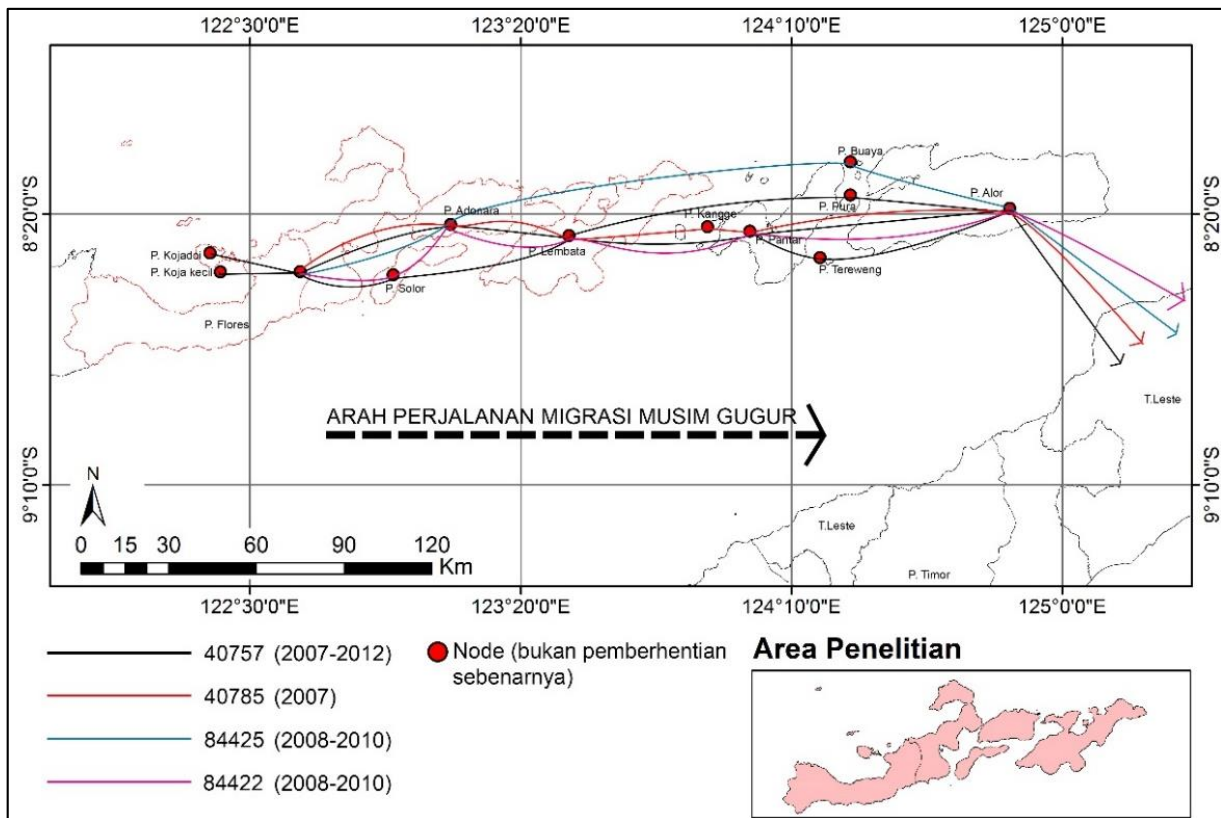 122°30'0"E 123°20'0"E 124°10'0"E 125°0'0"E
P. Buaya
P. Adonara P. Pura P. Alor
8°20'0"S 8°20'0"S
P. Kangge
P. Kojadoi P. Lembata P. Pantar
P. Koja kecil P. Solor P. Tereweng
P. Flores
T.Leste
ARAH PERJALANAN MIGRASI MUSIM GUGUR
N
9°10'0"S 9°10'0"S
T.Leste
0 15 30 60 90 120
Km
P. Timor
122°30'0"E 123°20'0"E 124°10'0"E 125°0'0"E
40757 (2007-2012)
40785 (2007)
84425 (2008-2010)
84422 (2008-2010)
Node (bukan pemberhentian
sebenarnya)
Area Penelitian